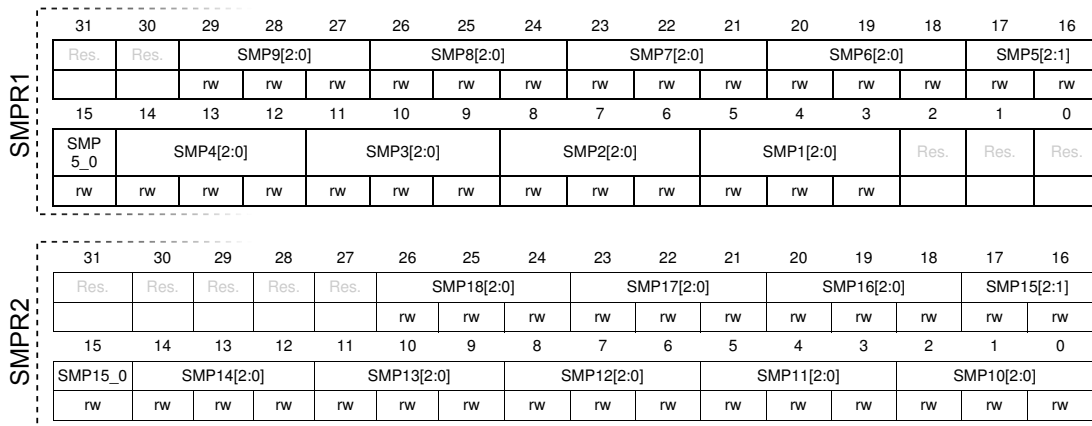 SMPR1
31 30 29 28 27 26 25 24 23 22 21 20 19 18 17 16
Res. Res. SMP9[2:0] SMP8[2:0] SMP7[2:0] SMP6[2:0] SMP5[2:1]
rw rw rw rw rw rw rw rw rw rw rw rw rw rw
15 14 13 12 11 10 9 8 7 6 5 4 3 2 1 0
SMP
5_0 SMP4[2:0] SMP3[2:0] SMP2[2:0] SMP1[2:0] Res. Res. Res.
rw rw rw rw rw rw rw rw rw rw rw rw rw
SMPR2
31 30 29 28 27 26 25 24 23 22 21 20 19 18 17 16
Res. Res. Res. Res. Res. SMP18[2:0] SMP17[2:0] SMP16[2:0] SMP15[2:1]
rw rw rw rw rw rw rw rw rw rw rw
15 14 13 12 11 10 9 8 7 6 5 4 3 2 1 0
SMP15_0 SMP14[2:0] SMP13[2:0] SMP12[2:0] SMP11[2:0] SMP10[2:0]
rw rw rw rw rw rw rw rw rw rw rw rw rw rw rw rw